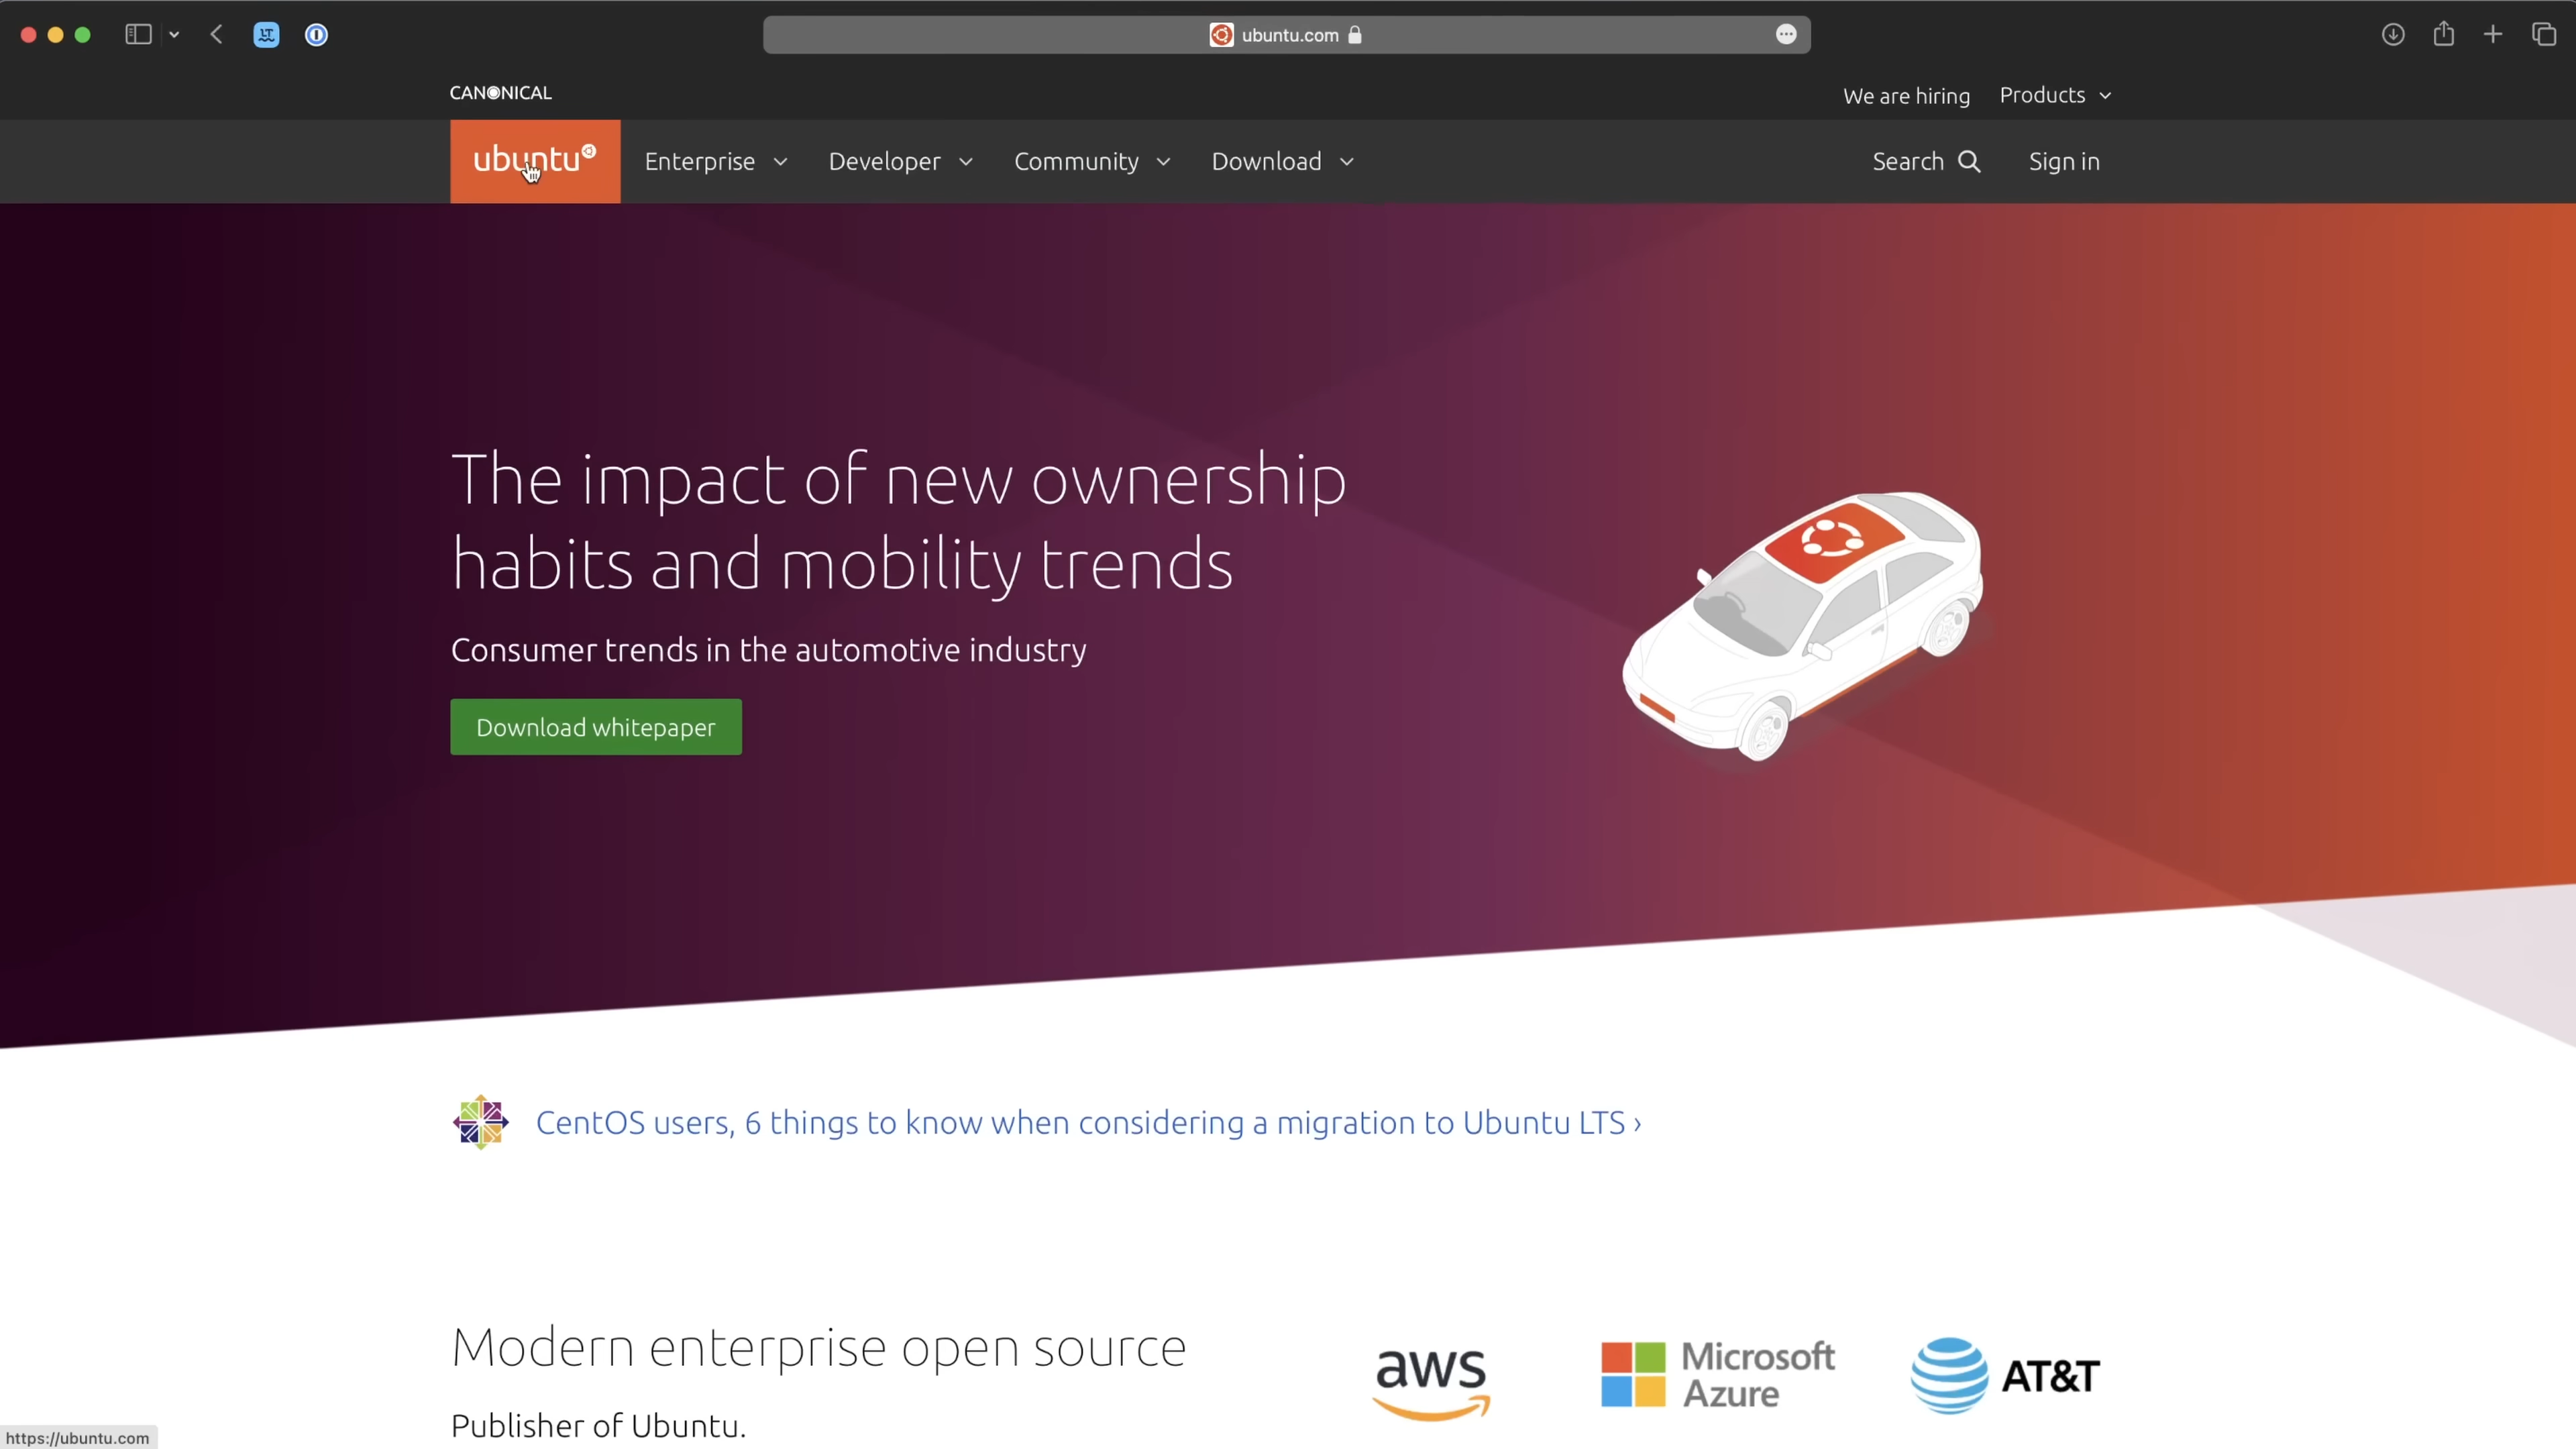 ubuntu.com
CANONICAL
We are hiring Products
ubuntu Enterprise Developer Community Download Search Sign in
The impact of new ownership
habits and mobility trends
Consumer trends in the automotive industry
Download whitepaper
CentOS users, 6 things to know when considering a migration to Ubuntu LTS ›
Modern enterprise open source
Publisher of Ubuntu.
aws
Microsoft
Azure
AT&T
https://ubuntu.com